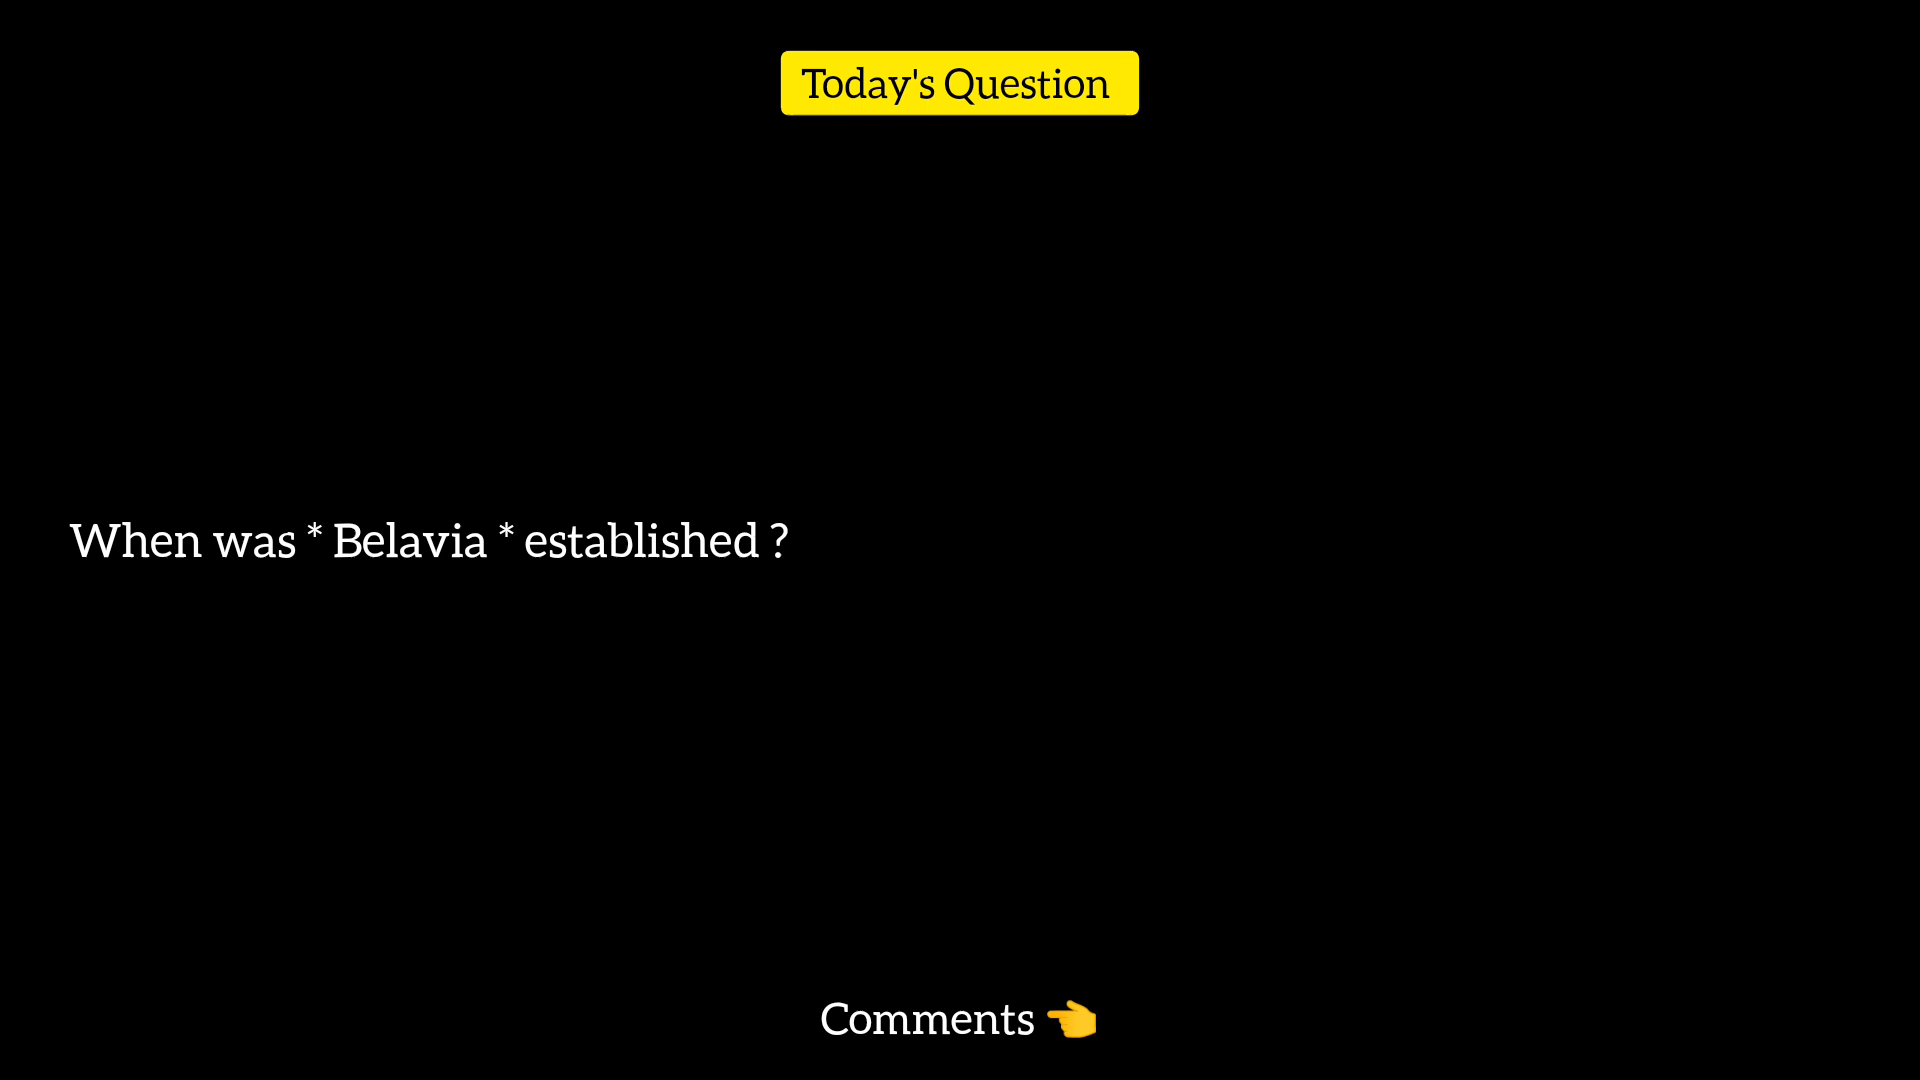 Today's Question
When was * Belavia * established ?
Comments 👈